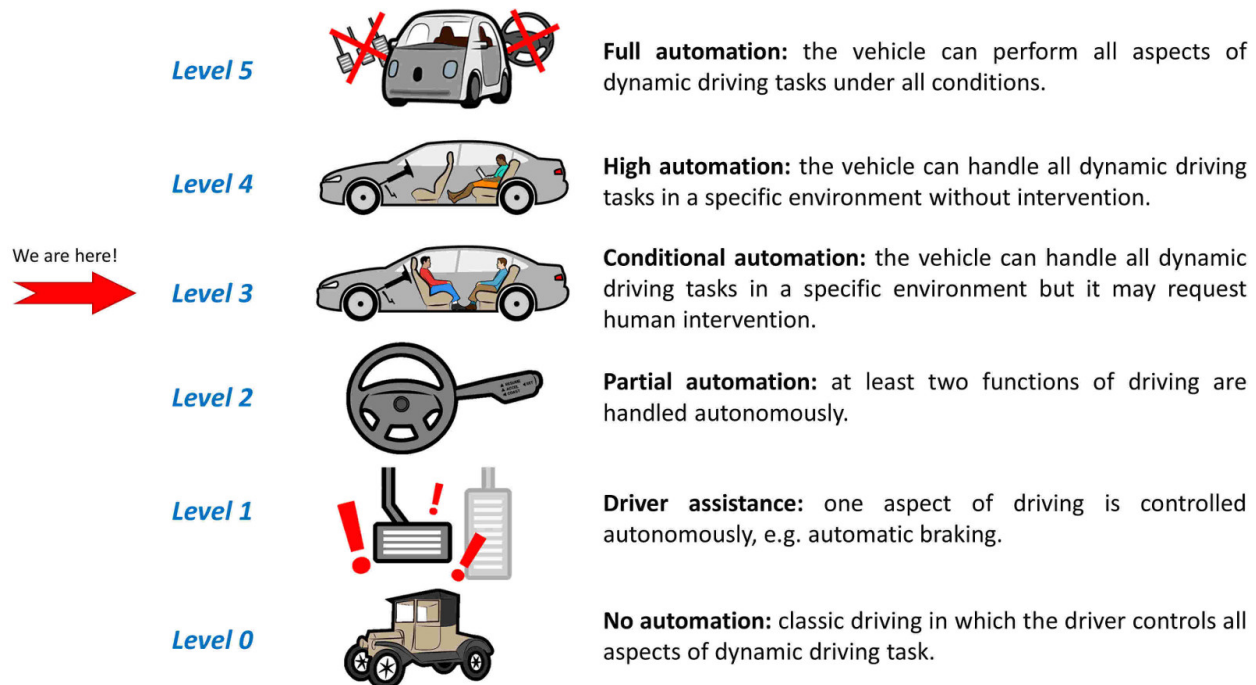 Level 5
Full automation: the vehicle can perform all aspects of
dynamic driving tasks under all conditions.
Level 4
High automation: the vehicle can handle all dynamic driving
tasks in a specific environment without intervention.
We are here!
Level 3
Conditional automation: the vehicle can handle all dynamic
driving tasks in a specific environment but it may request
human intervention.
Level 2
Partial automation: at least two functions of driving are
handled autonomously.
Level 1
Driver assistance: one aspect of driving is controlled
autonomously, e.g. automatic braking.
Level 0
No automation: classic driving in which the driver controls all
aspects of dynamic driving task.